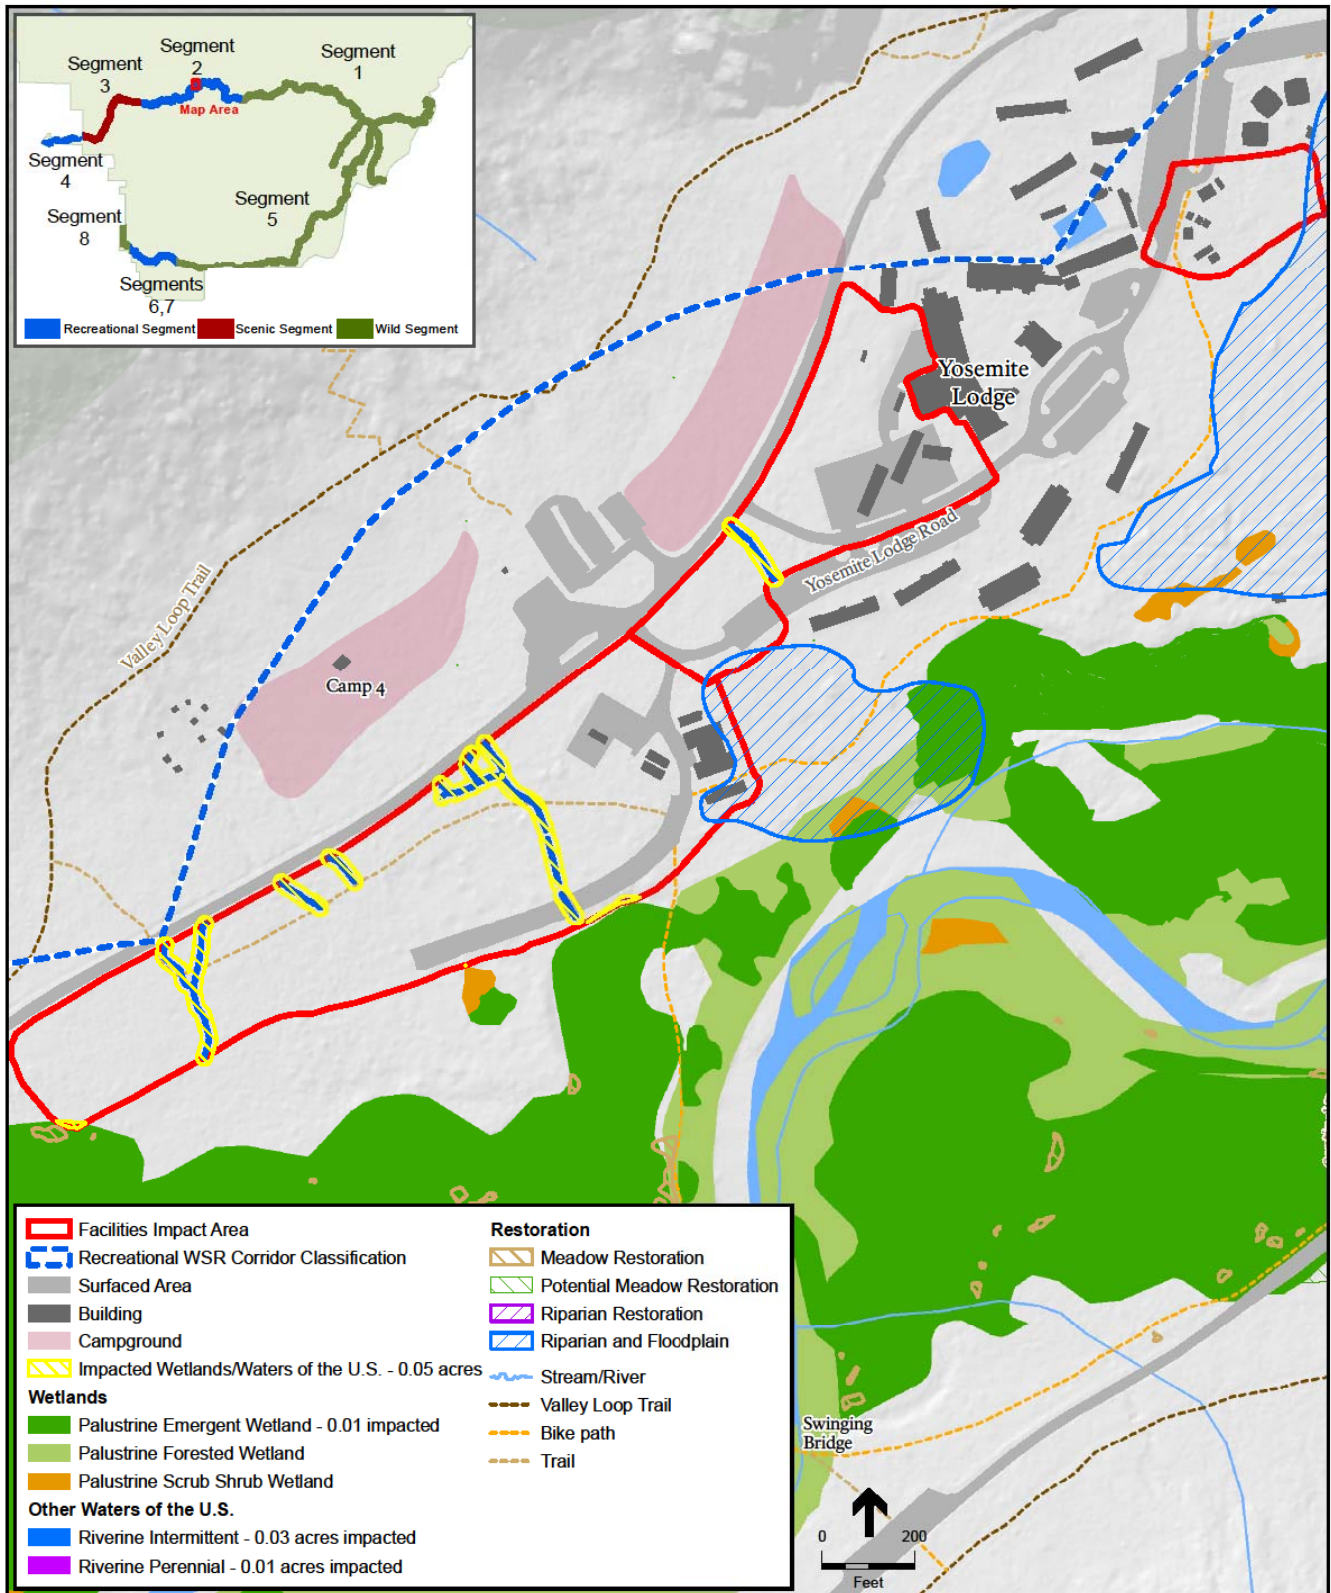 Segment
2
Segment
1
Segment
3
Map Area
Segment
4
Segment
5
Segment
8
Segments
6,7
Recreational Segment
Scenic Segment
Wild Segment
Yosemite
Lodge
Yosemite Lodge Road
Valley Loop Trail
Camp 4
Swinging
Bridge
0 200
Feet
Facilities Impact Area
Recreational WSR Corridor Classification
Surfaced Area
Building
Campground
Impacted Wetlands/Waters of the U.S. - 0.05 acres
Wetlands
Palustrine Emergent Wetland - 0.01 impacted
Palustrine Forested Wetland
Palustrine Scrub Shrub Wetland
Other Waters of the U.S.
Riverine Intermittent - 0.03 acres impacted
Riverine Perennial - 0.01 acres impacted
Restoration
Meadow Restoration
Potential Meadow Restoration
Riparian Restoration
Riparian and Floodplain
Stream/River
Valley Loop Trail
Bike path
Trail